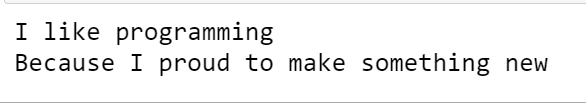 I like programming
Because I proud to make something new